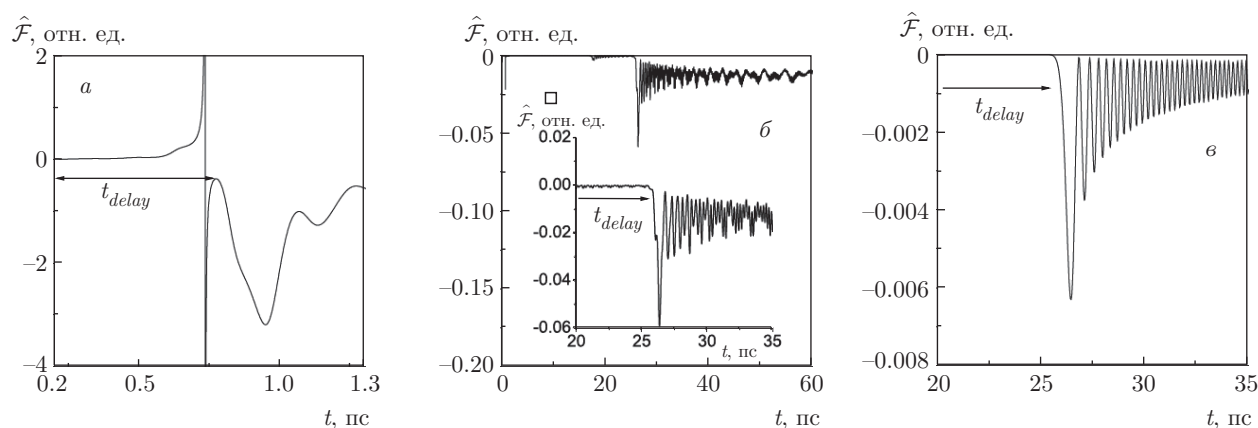 𝓕̂, отн. ед.
2
0
–2
–4
а
t_delay
0.2 0.5 1.0 1.3
t, пс
𝓕̂, отн. ед.
0
–0.05
–0.10
–0.15
–0.20
б
𝓕̂, отн. ед.
0.02
0.00
-0.02
-0.04
-0.06
t_delay
20 25 30 35
t, пс
0 20 40 60
t, пс
𝓕̂, отн. ед.
0
–0.002
–0.004
–0.006
–0.008
t_delay
в
20 25 30 35
t, пс